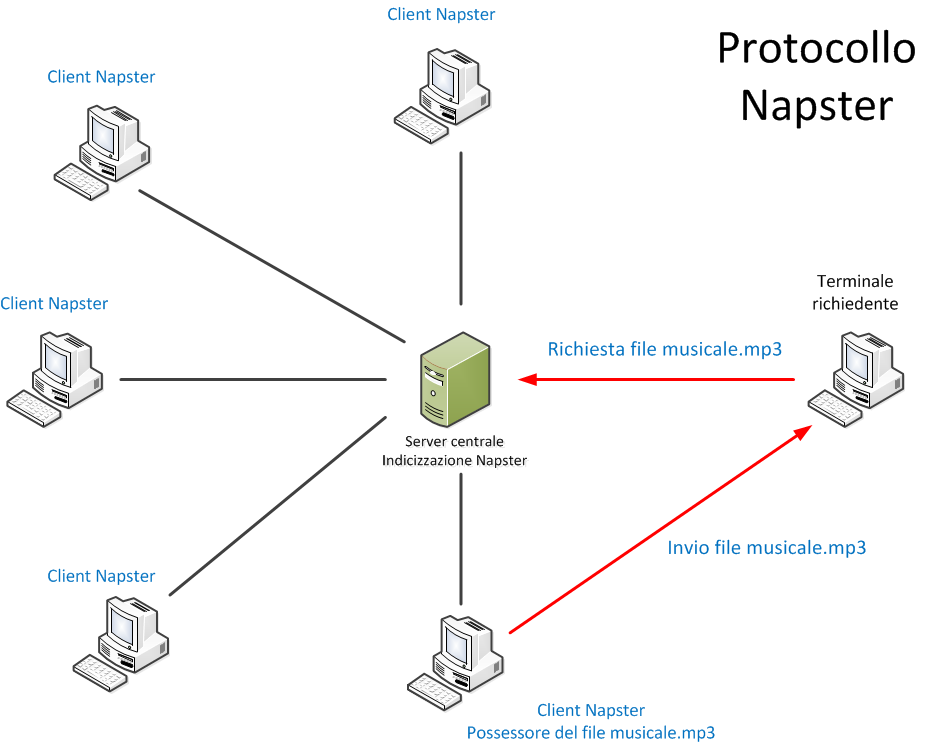 Client Napster
Protocollo
Napster
Client Napster
Client Napster
Terminale
richiedente
Richiesta file musicale.mp3
Server centrale
Indicizzazione Napster
Invio file musicale.mp3
Client Napster
Client Napster
Possessore del file musicale.mp3